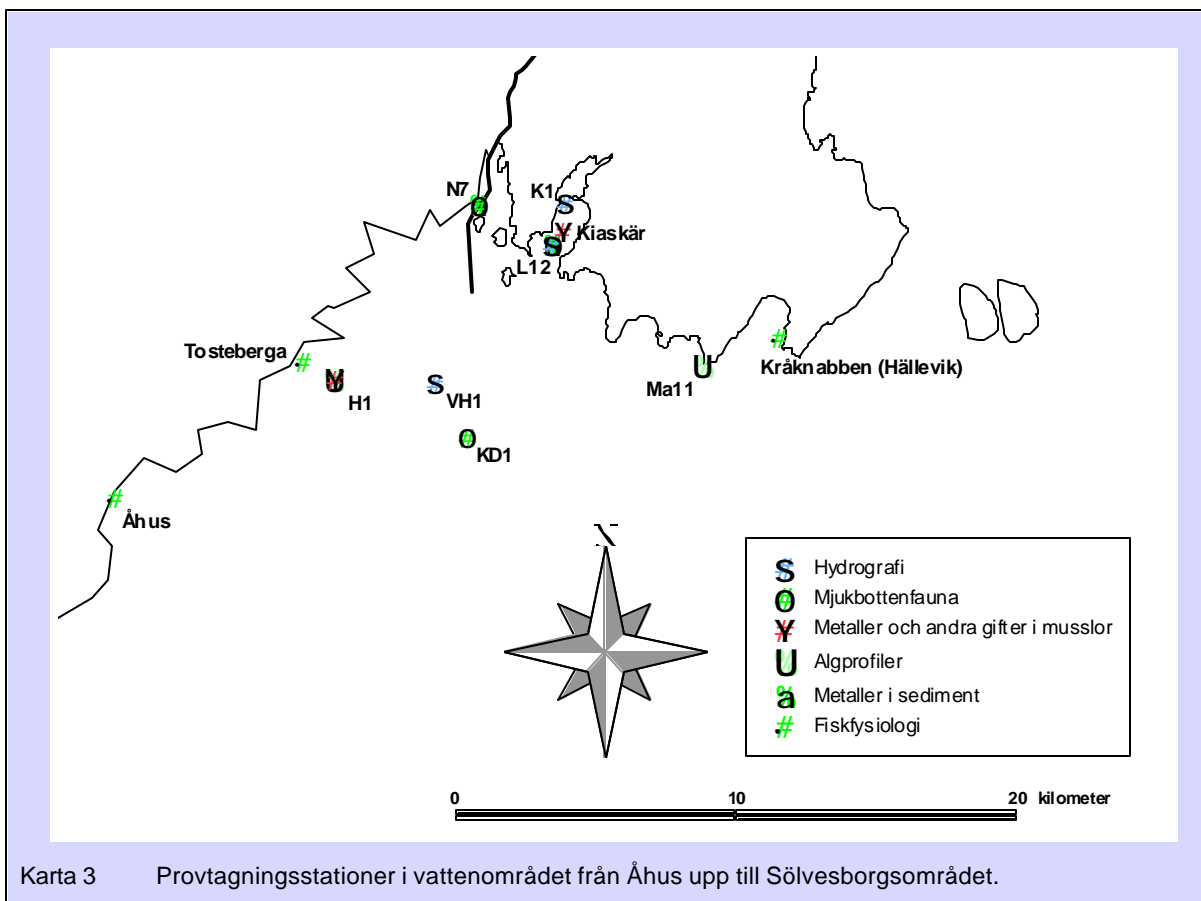 N7
K1
Kiaskär
L12
Tosteberga
H1
VH1
KD1
Ma11
Kråknabben (Hällevik)
Åhus
S Hydrografi
O Mjukbottenfauna
Y Metaller och andra gifter i musslor
U Algprofiler
a Metaller i sediment
# Fiskfysiologi
0 10 20 kilometer
Karta 3 Provtagningsstationer i vattenområdet från Åhus upp till Sölvesborgsområdet.